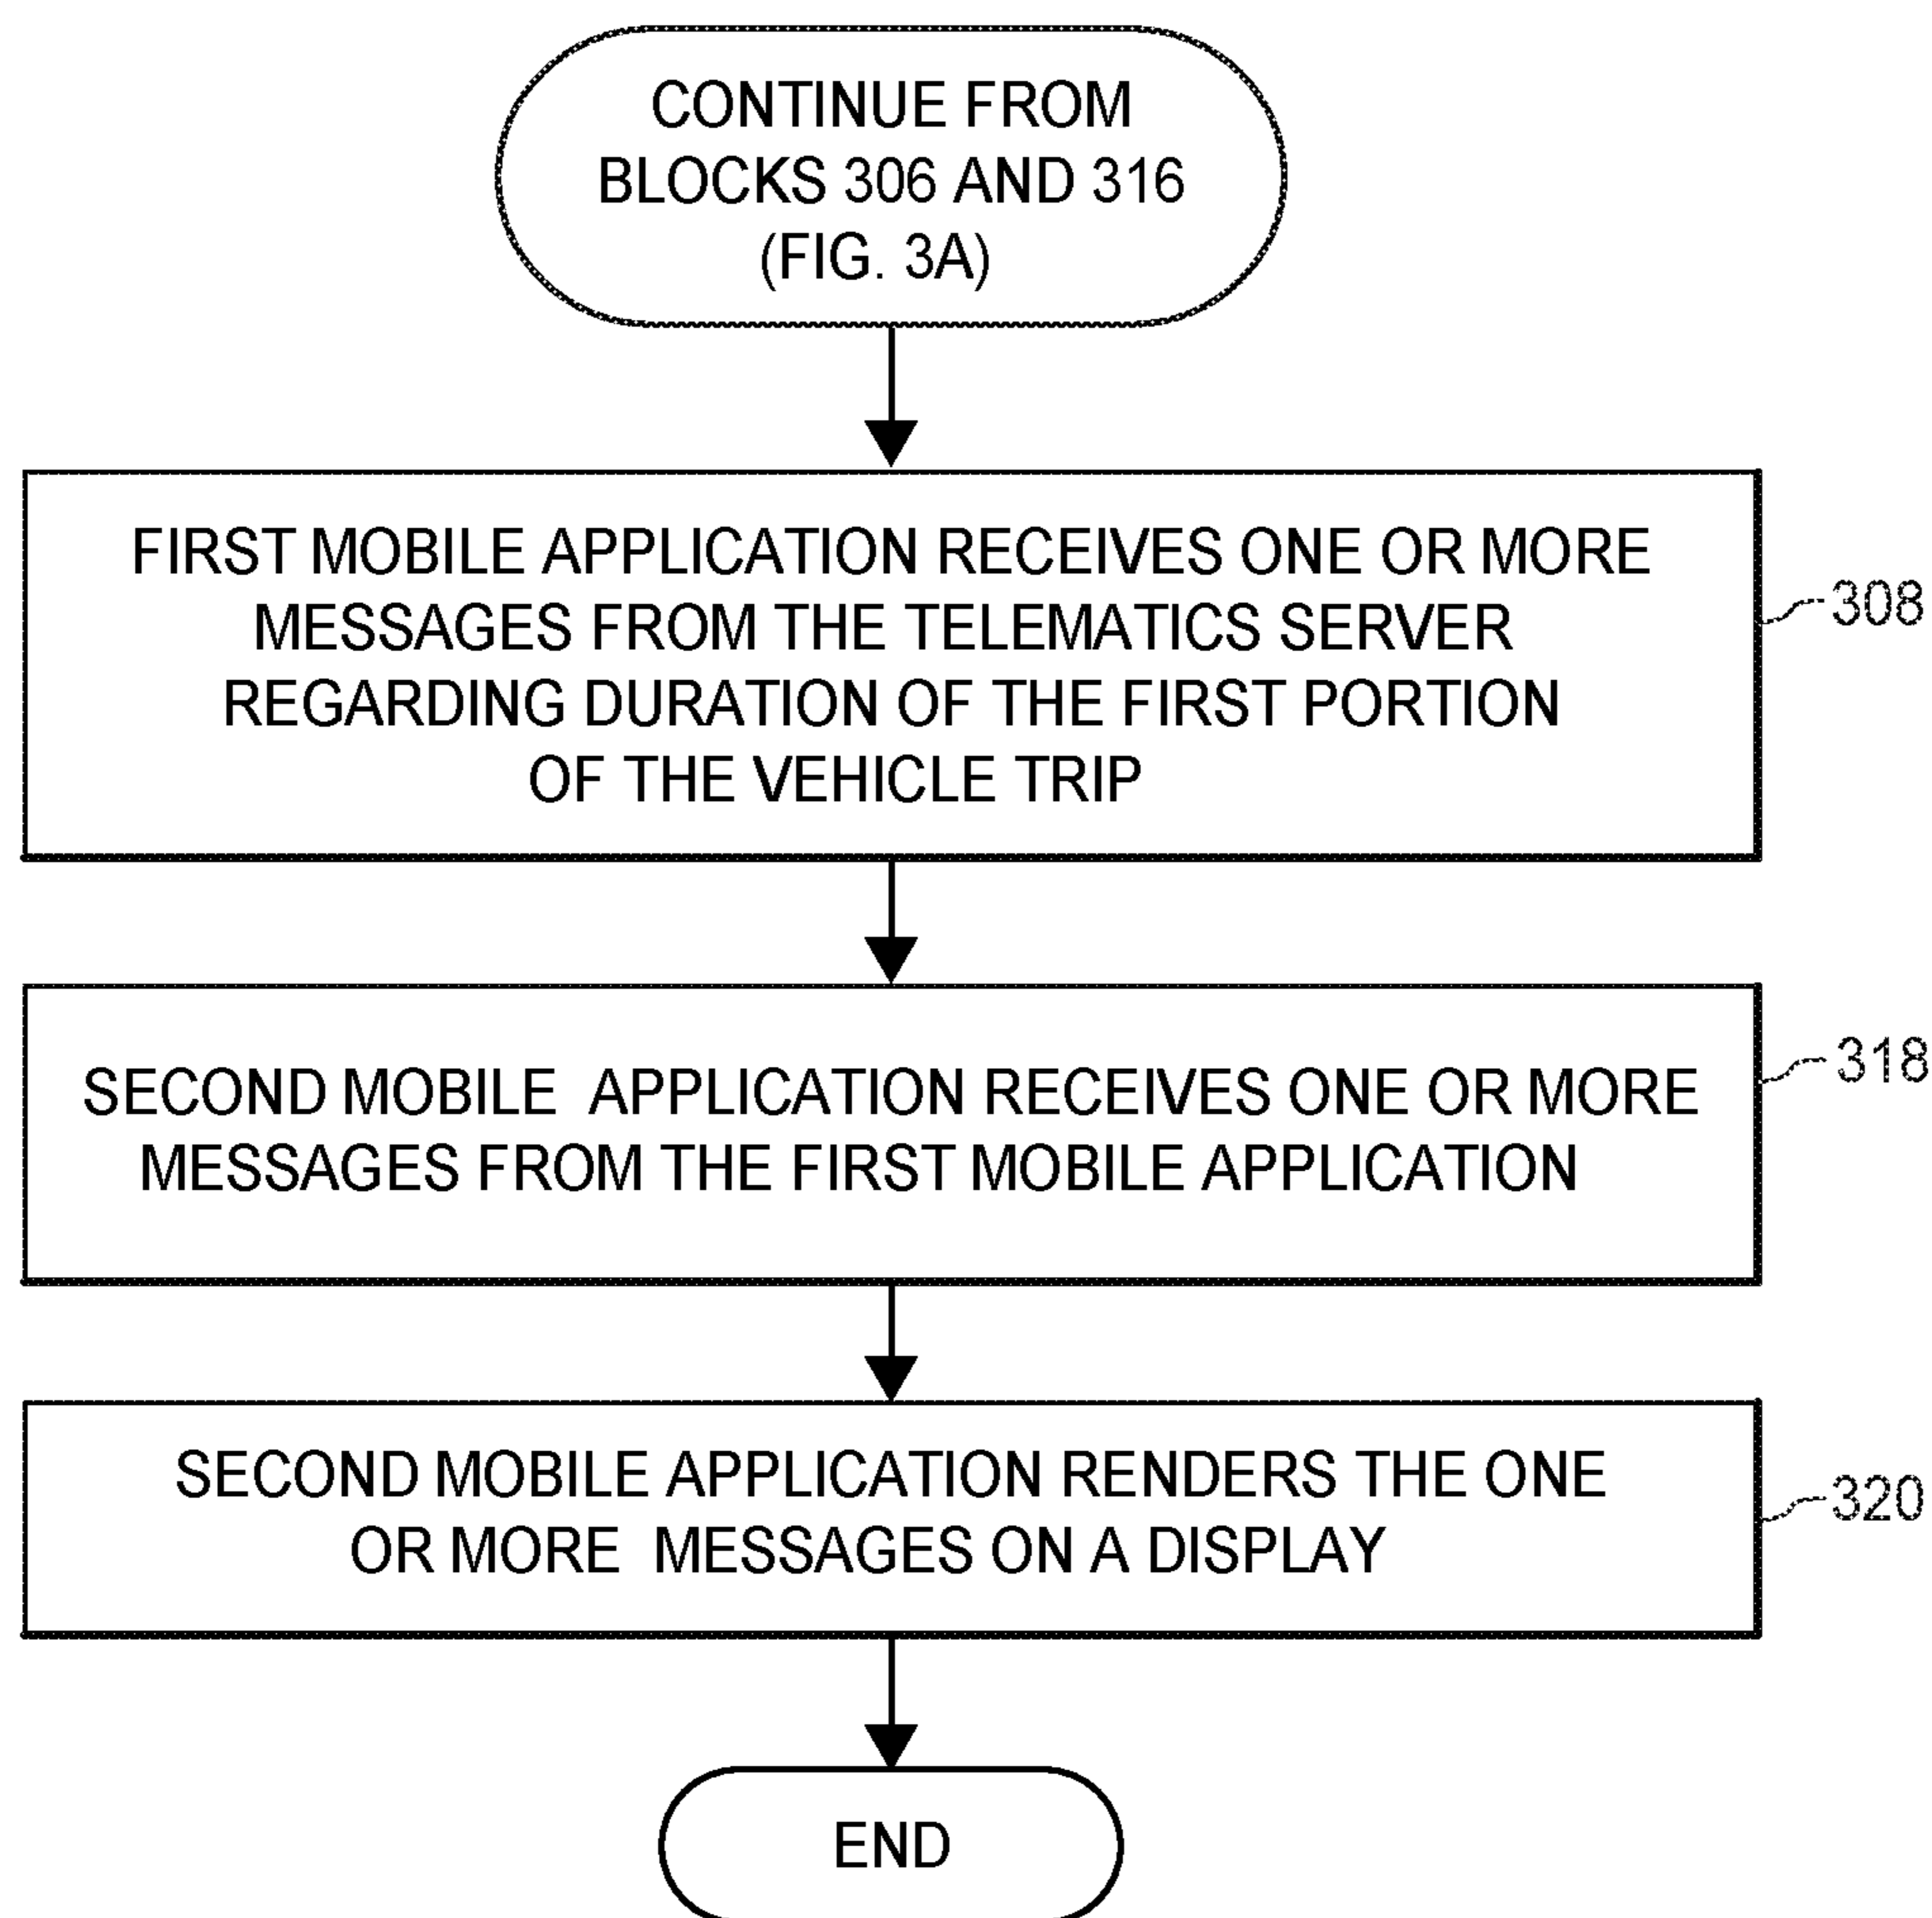 CONTINUE FROM
BLOCKS 306 AND 316
(FIG. 3A)
FIRST MOBILE APPLICATION RECEIVES ONE OR MORE
MESSAGES FROM THE TELEMATICS SERVER
REGARDING DURATION OF THE FIRST PORTION
OF THE VEHICLE TRIP
308
SECOND MOBILE APPLICATION RECEIVES ONE OR MORE
MESSAGES FROM THE FIRST MOBILE APPLICATION
318
SECOND MOBILE APPLICATION RENDERS THE ONE
OR MORE MESSAGES ON A DISPLAY
320
END